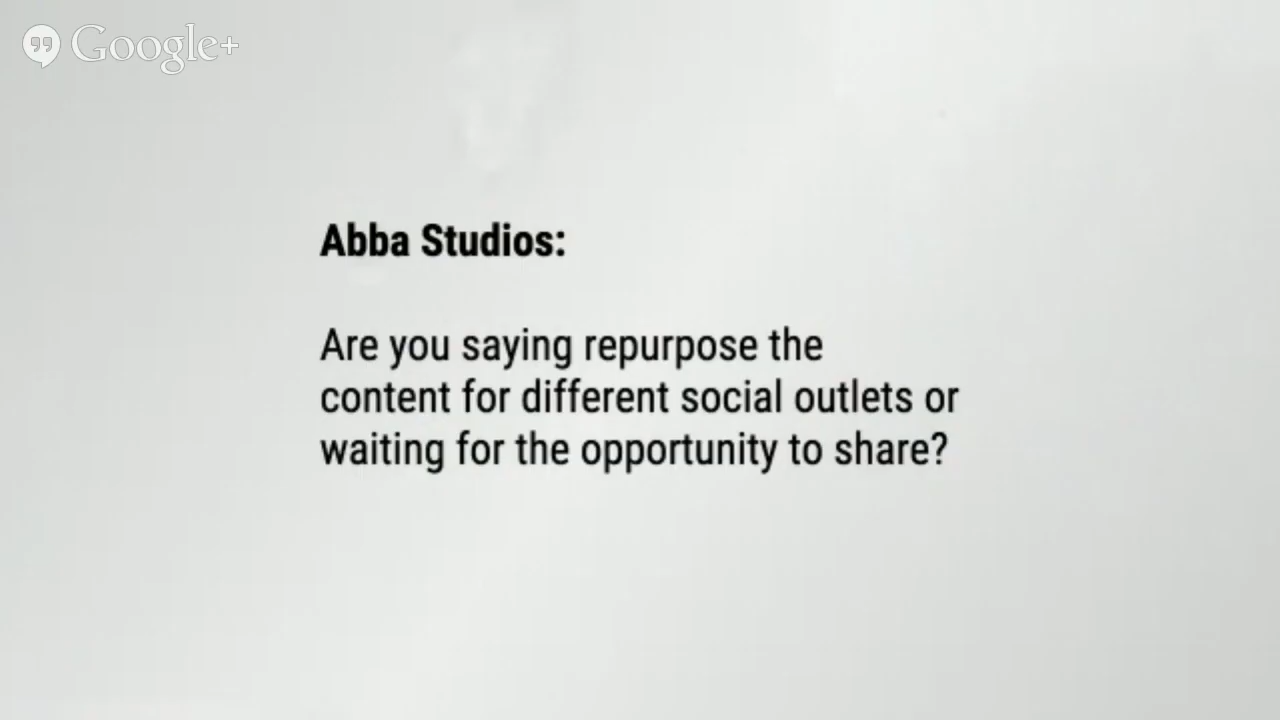 Google+
Abba Studios:
Are you saying repurpose the
content for different social outlets or
waiting for the opportunity to share?